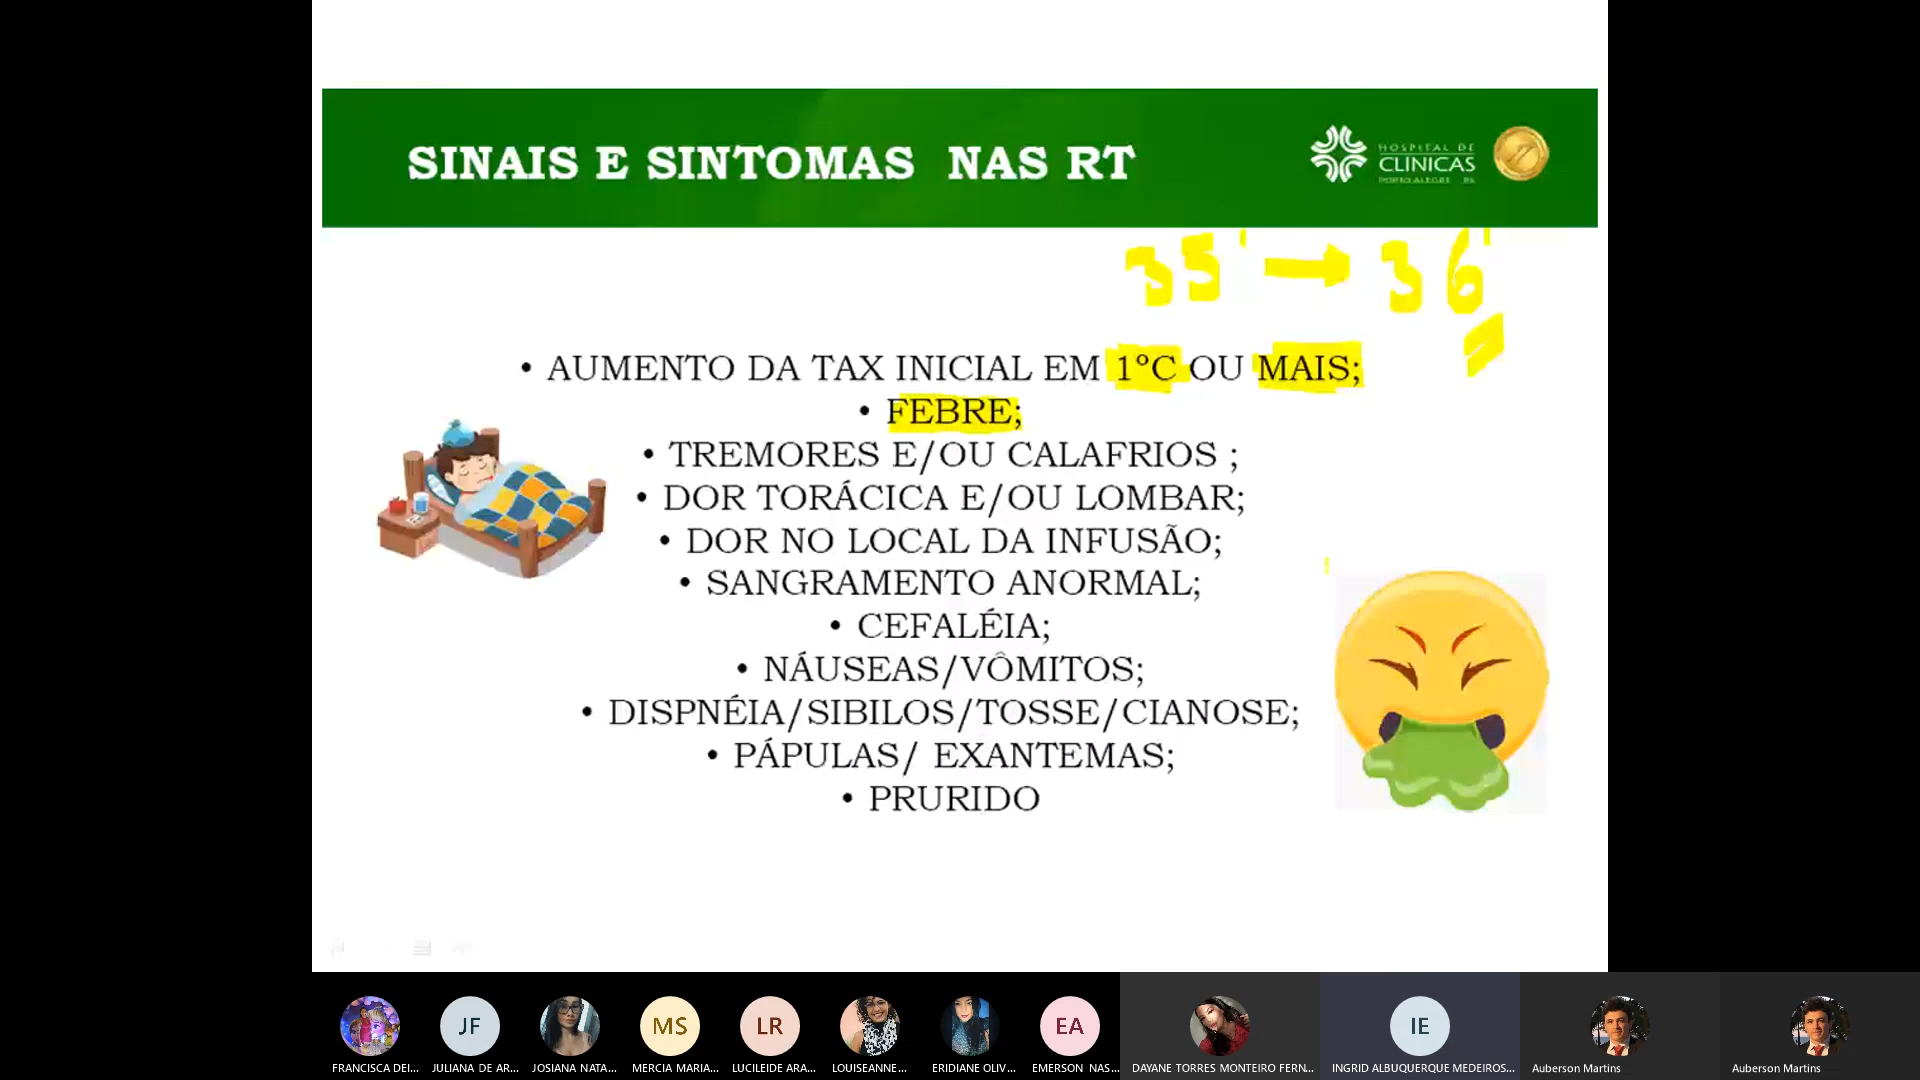 SINAIS E SINTOMAS NAS RT
HOSPITAL DE
CLINICAS
PORTO ALEGRE RS
35' → 36'
• AUMENTO DA TAX INICIAL EM 1°C OU MAIS;
• FEBRE;
• TREMORES E/OU CALAFRIOS ;
• DOR TORÁCICA E/OU LOMBAR;
• DOR NO LOCAL DA INFUSÃO;
• SANGRAMENTO ANORMAL;
• CEFALÉIA;
• NÁUSEAS/VÔMITOS;
• DISPNÉIA/SIBILOS/TOSSE/CIANOSE;
• PÁPULAS/ EXANTEMAS;
• PRURIDO
JF
MS
LR
EA
IE
FRANCISCA DEI...
JULIANA DE AR...
JOSIANA NATA...
MERCIA MARIA...
LUCILEIDE ARA...
LOUISEANNE...
ERIDIANE OLIV...
EMERSON NAS...
DAYANE TORRES MONTEIRO FERN...
INGRID ALBUQUERQUE MEDEIROS...
Auberson Martins
Auberson Martins